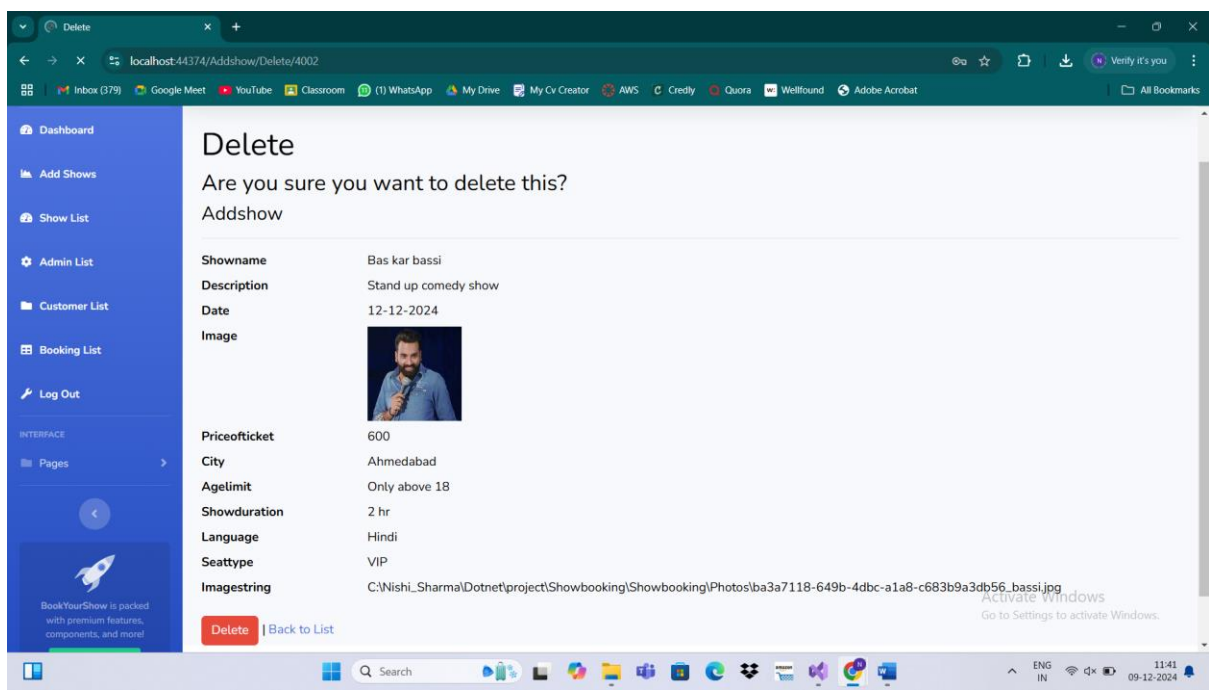 Delete
localhost:44374/Addshow/Delete/4002
Verify it's you
Inbox (379) Google Meet YouTube Classroom (1) WhatsApp My Drive My Cv Creator AWS Credly Quora Wellfound Adobe Acrobat All Bookmarks
Dashboard
Add Shows
Show List
Admin List
Customer List
Booking List
Log Out
INTERFACE
Pages
BookYourShow is packed
with premium features,
components, and more!
Delete
Are you sure you want to delete this?
Addshow
Showname Bas kar bassi
Description Stand up comedy show
Date 12-12-2024
Image
Priceofticket 600
City Ahmedabad
Agelimit Only above 18
Showduration 2 hr
Language Hindi
Seattype VIP
Imagestring C:\Nishi_Sharma\Dotnet\project\Showbooking\Showbooking\Photos\ba3a7118-649b-4dbc-a1a8-c683b9a3db56_bassi.jpg
Delete | Back to List
Activate Windows
Go to Settings to activate Windows.
Search
ENG
IN
11:41
09-12-2024